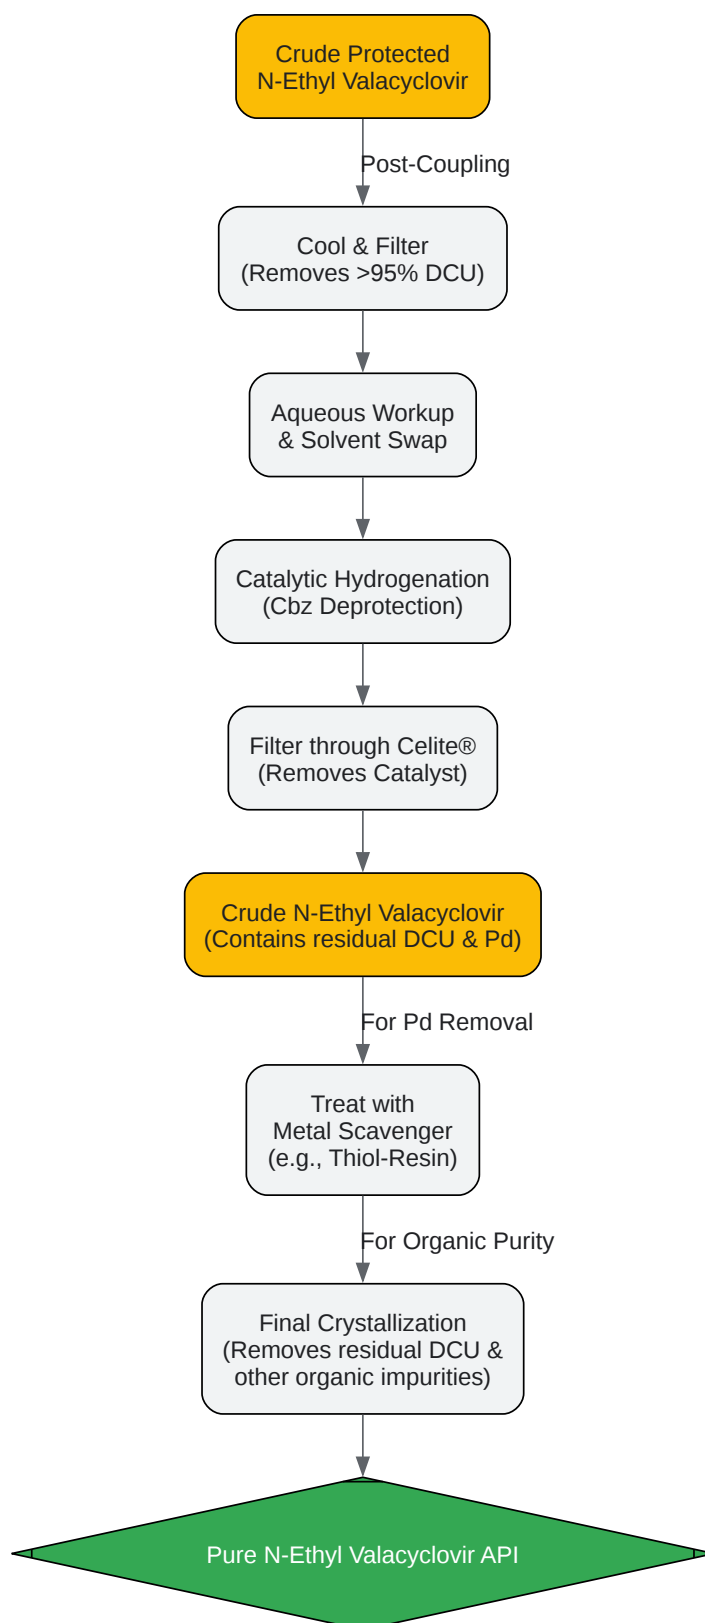 Crude Protected
N-Ethyl Valacyclovir
Post-Coupling
Cool & Filter
(Removes >95% DCU)
Aqueous Workup
& Solvent Swap
Catalytic Hydrogenation
(Cbz Deprotection)
Filter through Celite®
(Removes Catalyst)
Crude N-Ethyl Valacyclovir
(Contains residual DCU & Pd)
For Pd Removal
Treat with
Metal Scavenger
(e.g., Thiol-Resin)
For Organic Purity
Final Crystallization
(Removes residual DCU &
other organic impurities)
Pure N-Ethyl Valacyclovir API